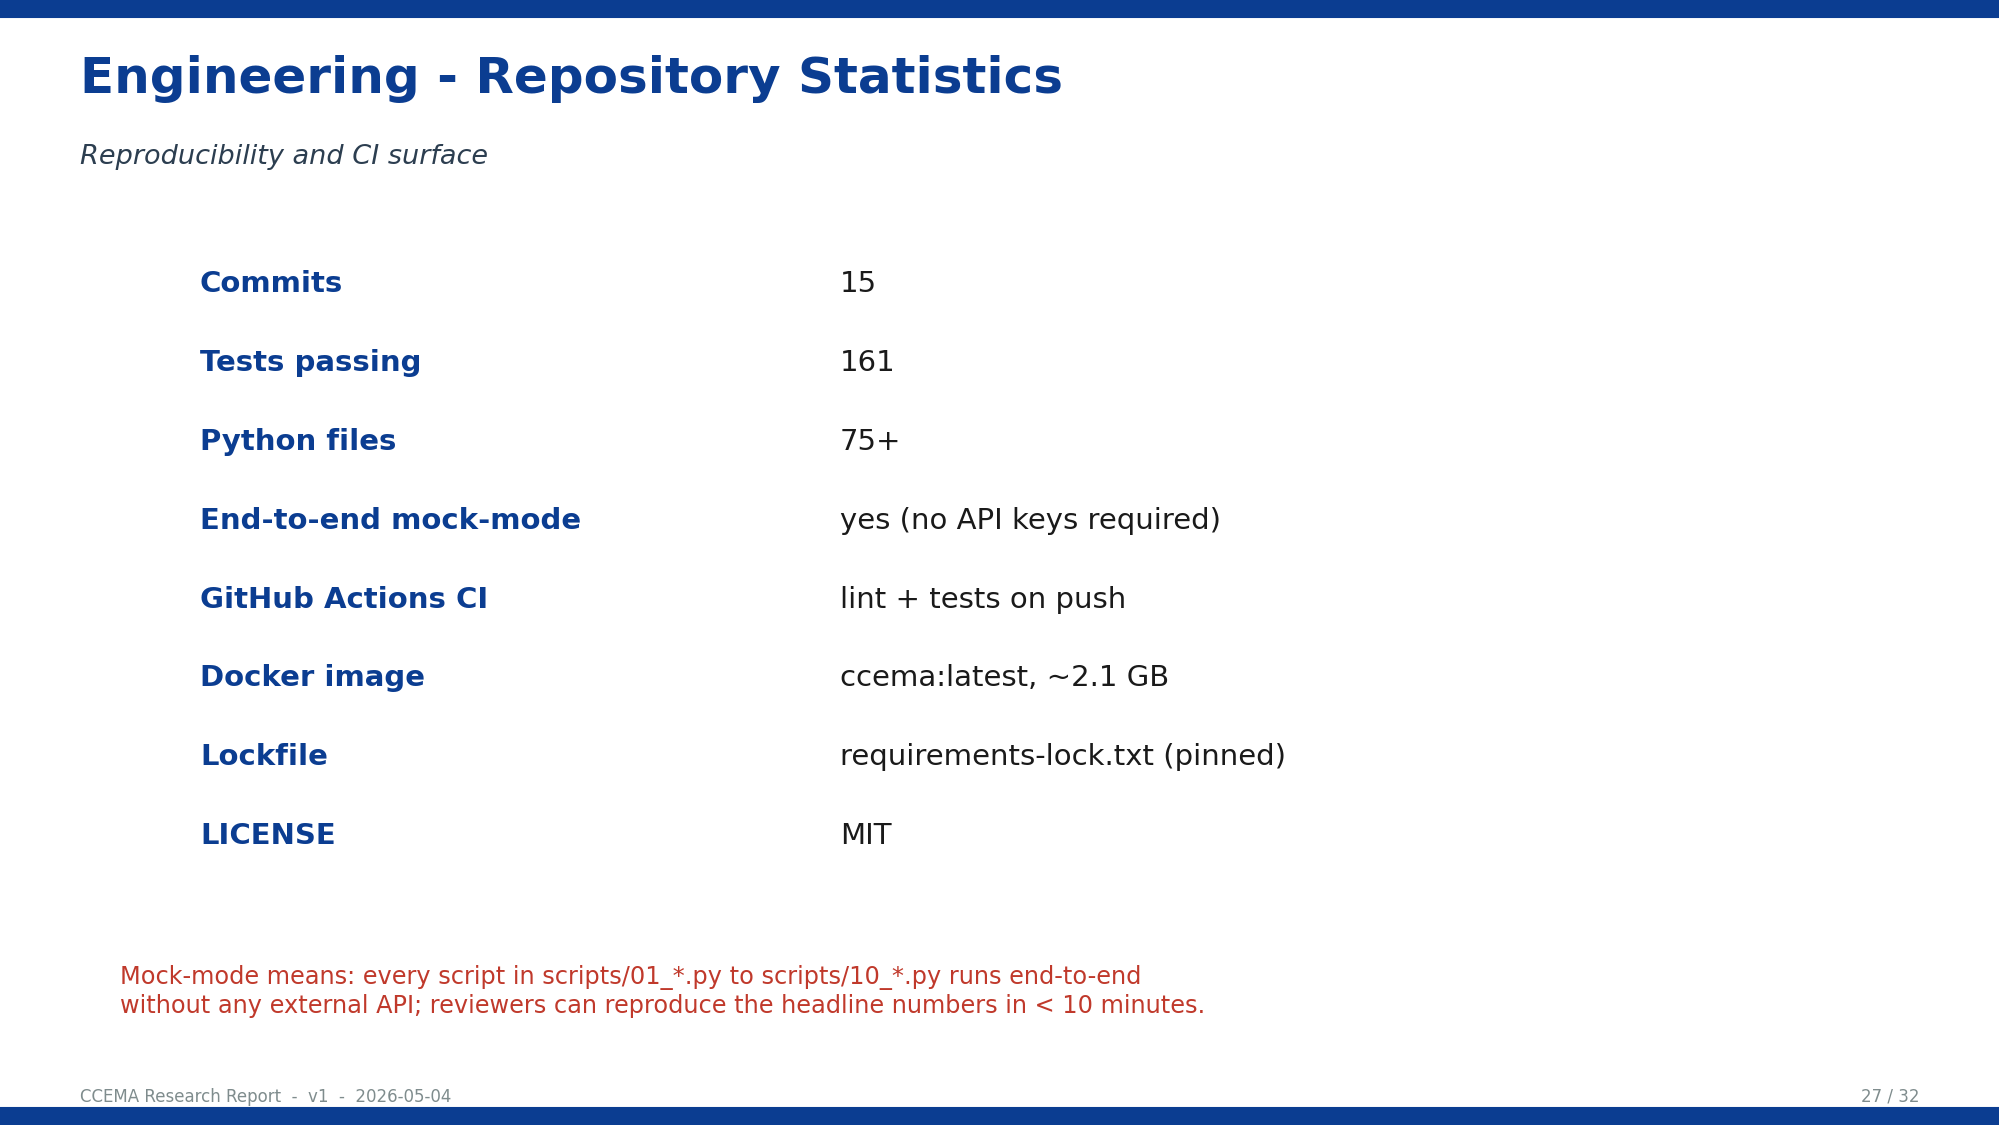 Engineering - Repository Statistics
Reproducibility and CI surface
Commits 15
Tests passing 161
Python files 75+
End-to-end mock-mode yes (no API keys required)
GitHub Actions CI lint + tests on push
Docker image ccema:latest, ~2.1 GB
Lockfile requirements-lock.txt (pinned)
LICENSE MIT
Mock-mode means: every script in scripts/01_*.py to scripts/10_*.py runs end-to-end
without any external API; reviewers can reproduce the headline numbers in < 10 minutes.
CCEMA Research Report - v1 - 2026-05-04 27 / 32